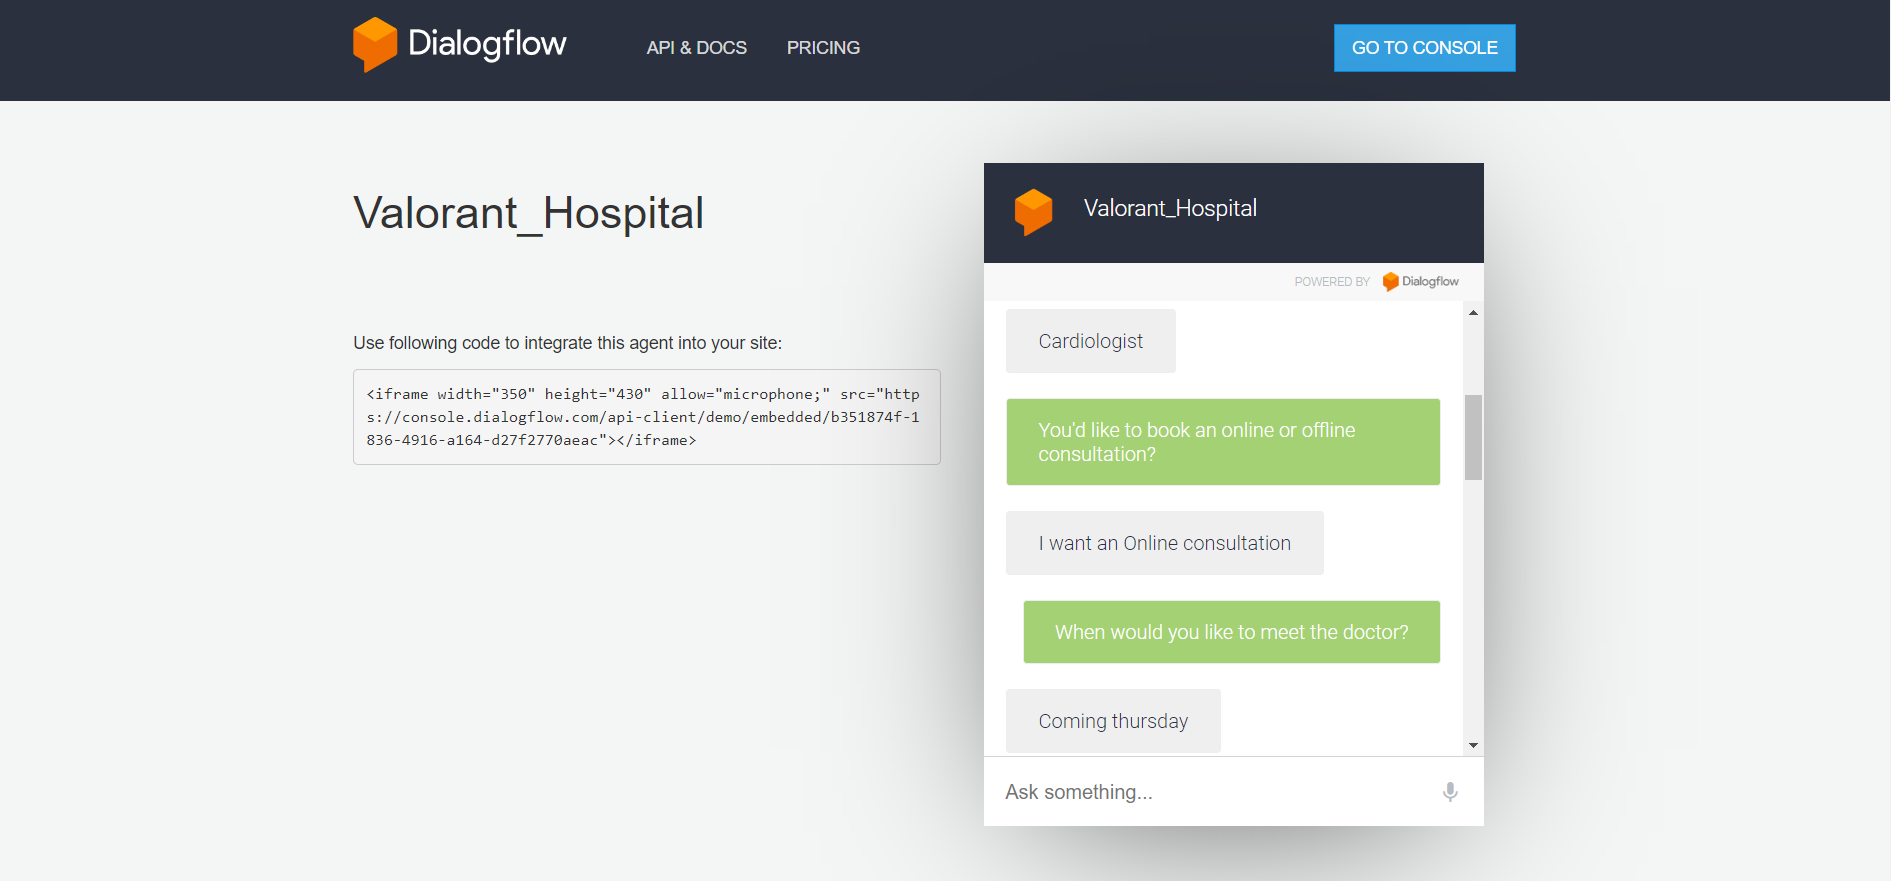 Dialogflow
API & DOCS
PRICING
GO TO CONSOLE
Valorant_Hospital
Use following code to integrate this agent into your site:
<iframe width="350" height="430" allow="microphone;" src="http
s://console.dialogflow.com/api-client/demo/embedded/b351874f-1
836-4916-a164-d27f2770aeac"></iframe>
Valorant_Hospital
POWERED BY Dialogflow
Cardiologist
You'd like to book an online or offline
consultation?
I want an Online consultation
When would you like to meet the doctor?
Coming thursday
Ask something...